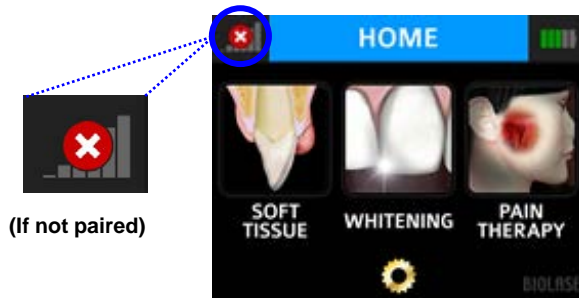 HOME
(If not paired)
SOFT
TISSUE
WHITENING
PAIN
THERAPY
BIOLASE